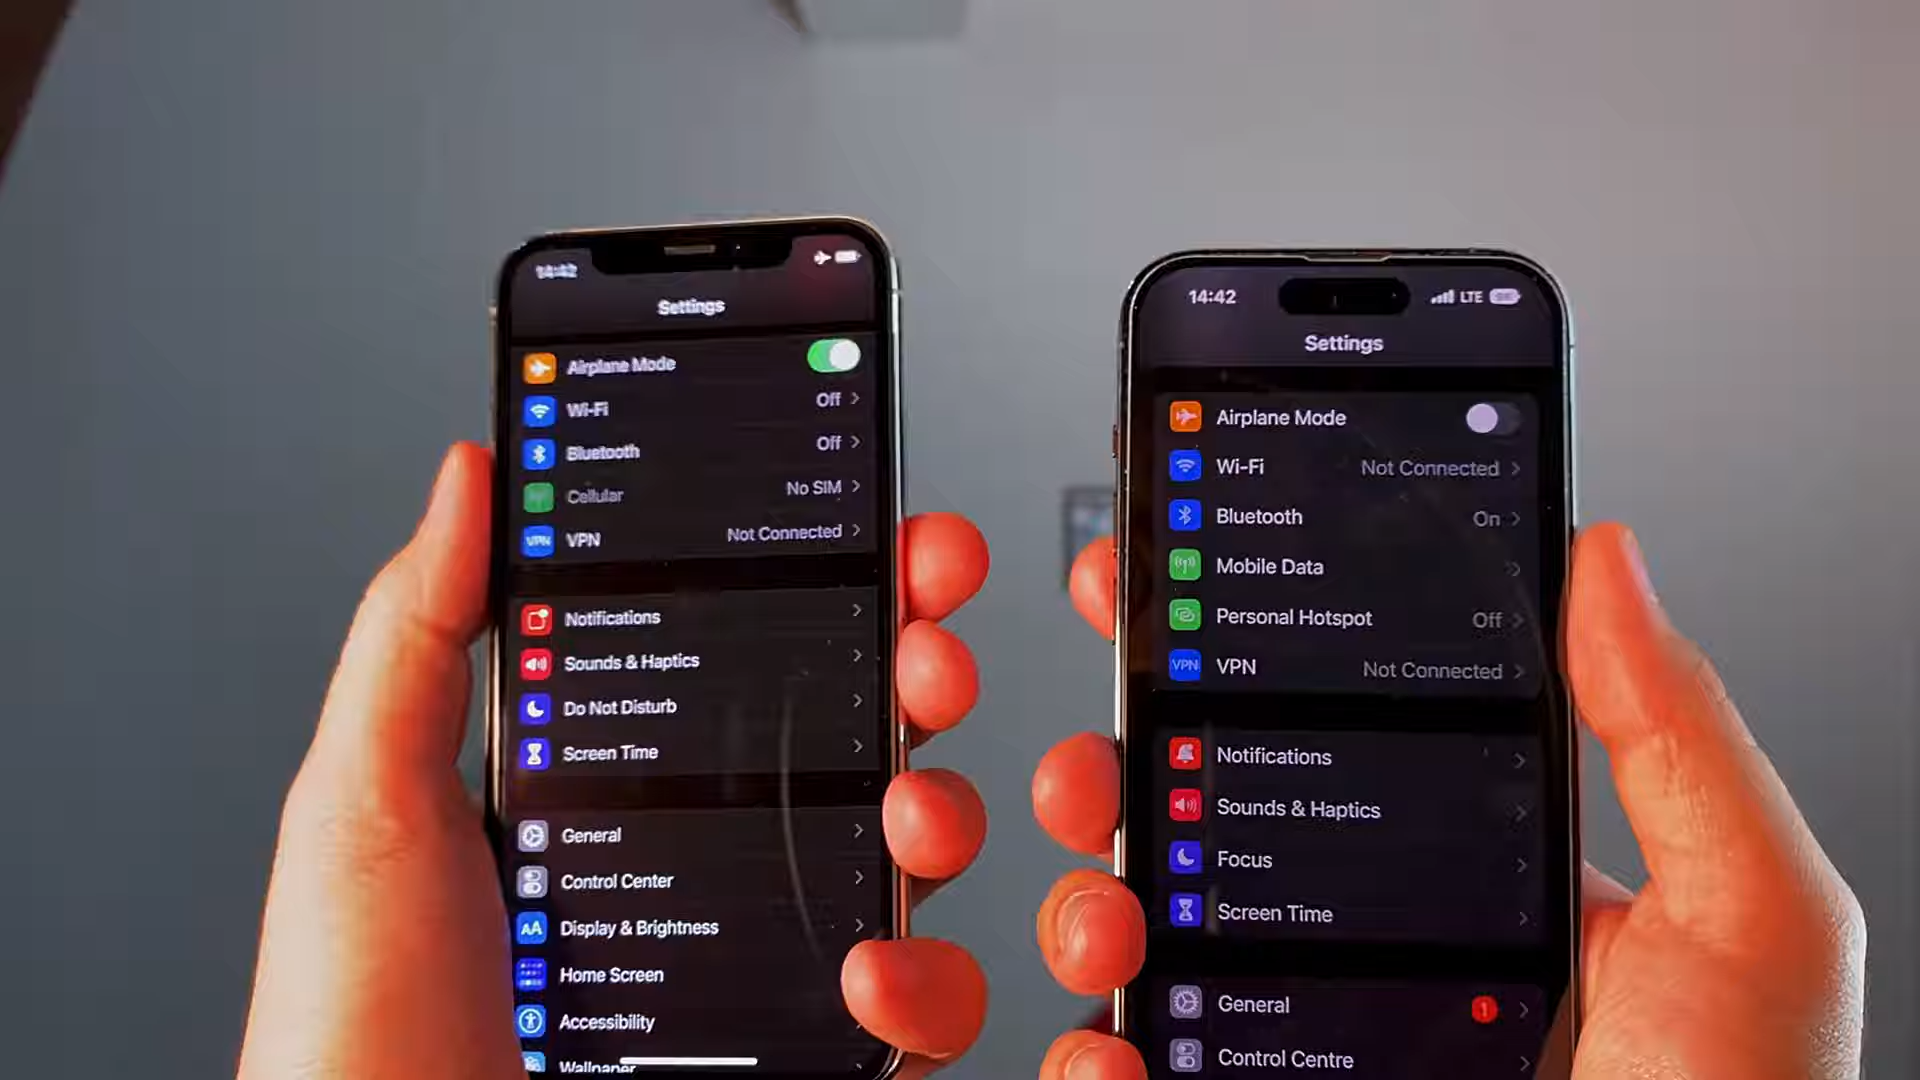 14:42
Settings
Airplane Mode
Wi-Fi Off
Bluetooth Off
Cellular No SIM
VPN VPN Not Connected
Notifications
Sounds & Haptics
Do Not Disturb
Screen Time
General
Control Center
AA Display & Brightness
Home Screen
Accessibility
Wallpaper
14:42 LTE
Settings
Airplane Mode
Wi-Fi Not Connected
Bluetooth On
Mobile Data
Personal Hotspot Off
VPN VPN Not Connected
Notifications
Sounds & Haptics
Focus
Screen Time
General 1
Control Centre